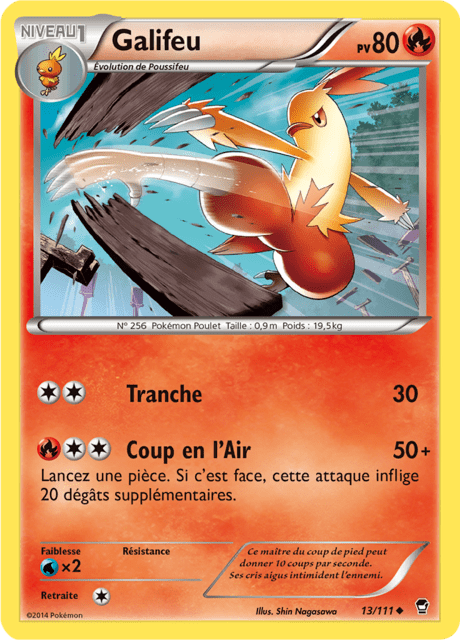 NIVEAU 1
Galifeu
PV 80
Évolution de Poussifeu
N° 256 Pokémon Poulet Taille : 0,9 m Poids : 19,5 kg
Tranche 30
Coup en l'Air 50+
Lancez une pièce. Si c'est face, cette attaque inflige
20 dégâts supplémentaires.
Faiblesse
×2
Résistance
Retraite
Ce maître du coup de pied peut
donner 10 coups par seconde.
Ses cris aigus intimident l'ennemi.
©2014 Pokémon
Illus. Shin Nagasawa
13/111